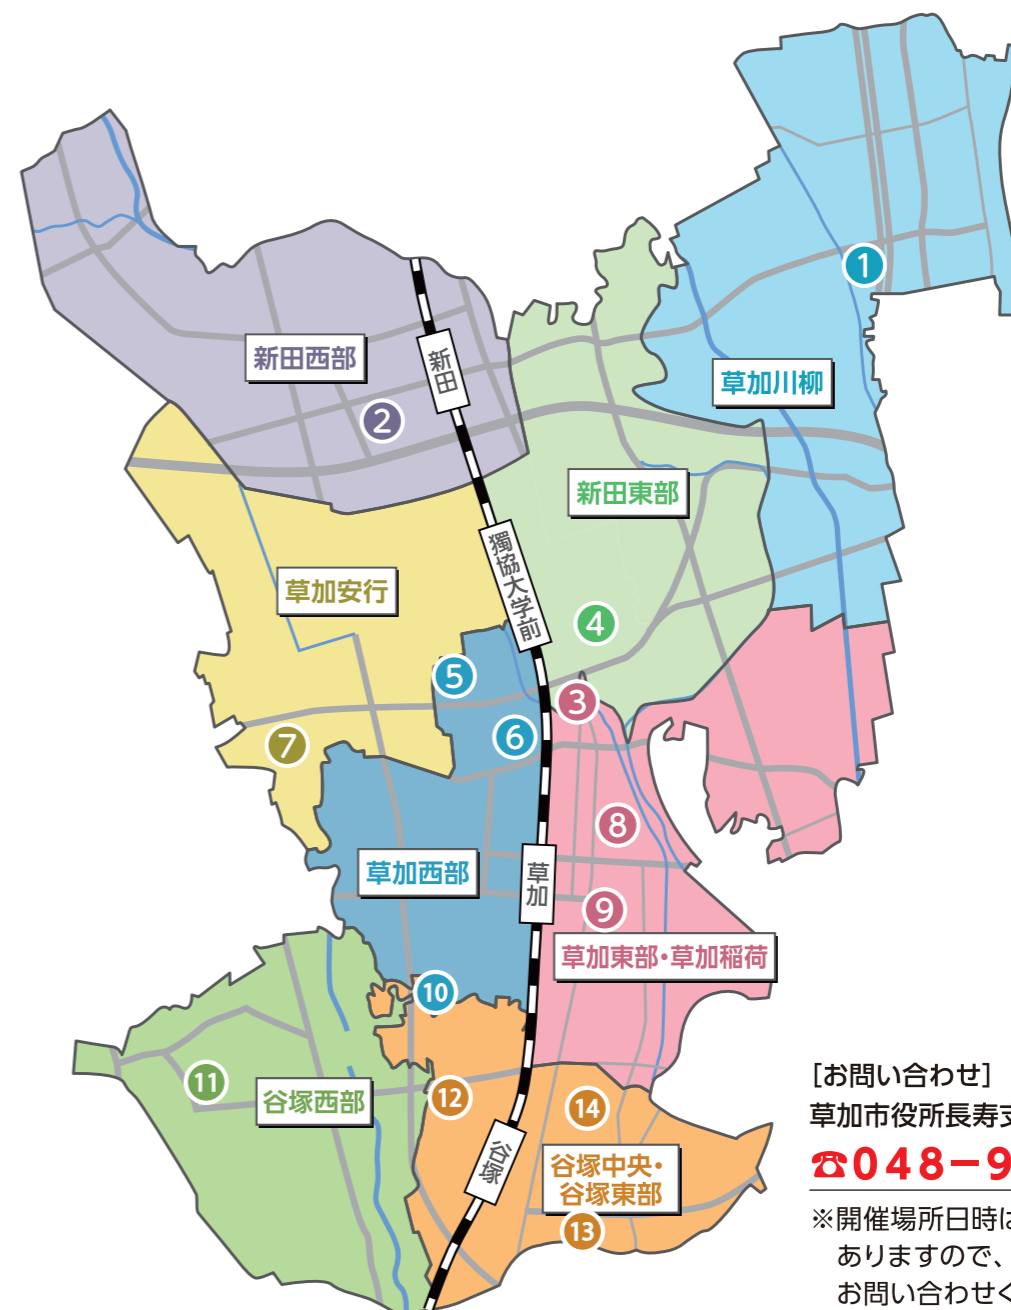 1
新田
新田西部
草加川柳
2
新田東部
獨協大学前
草加安行
4
5
3
6
7
8
草加西部
草加
9
草加東部・草加稲荷
10
11
谷塚西部
12
14
谷塚
谷塚中央・
谷塚東部
13
[お問い合わせ]
草加市役所長寿支
☎048－9
※開催場所日時は
ありますので、
お問い合わせく